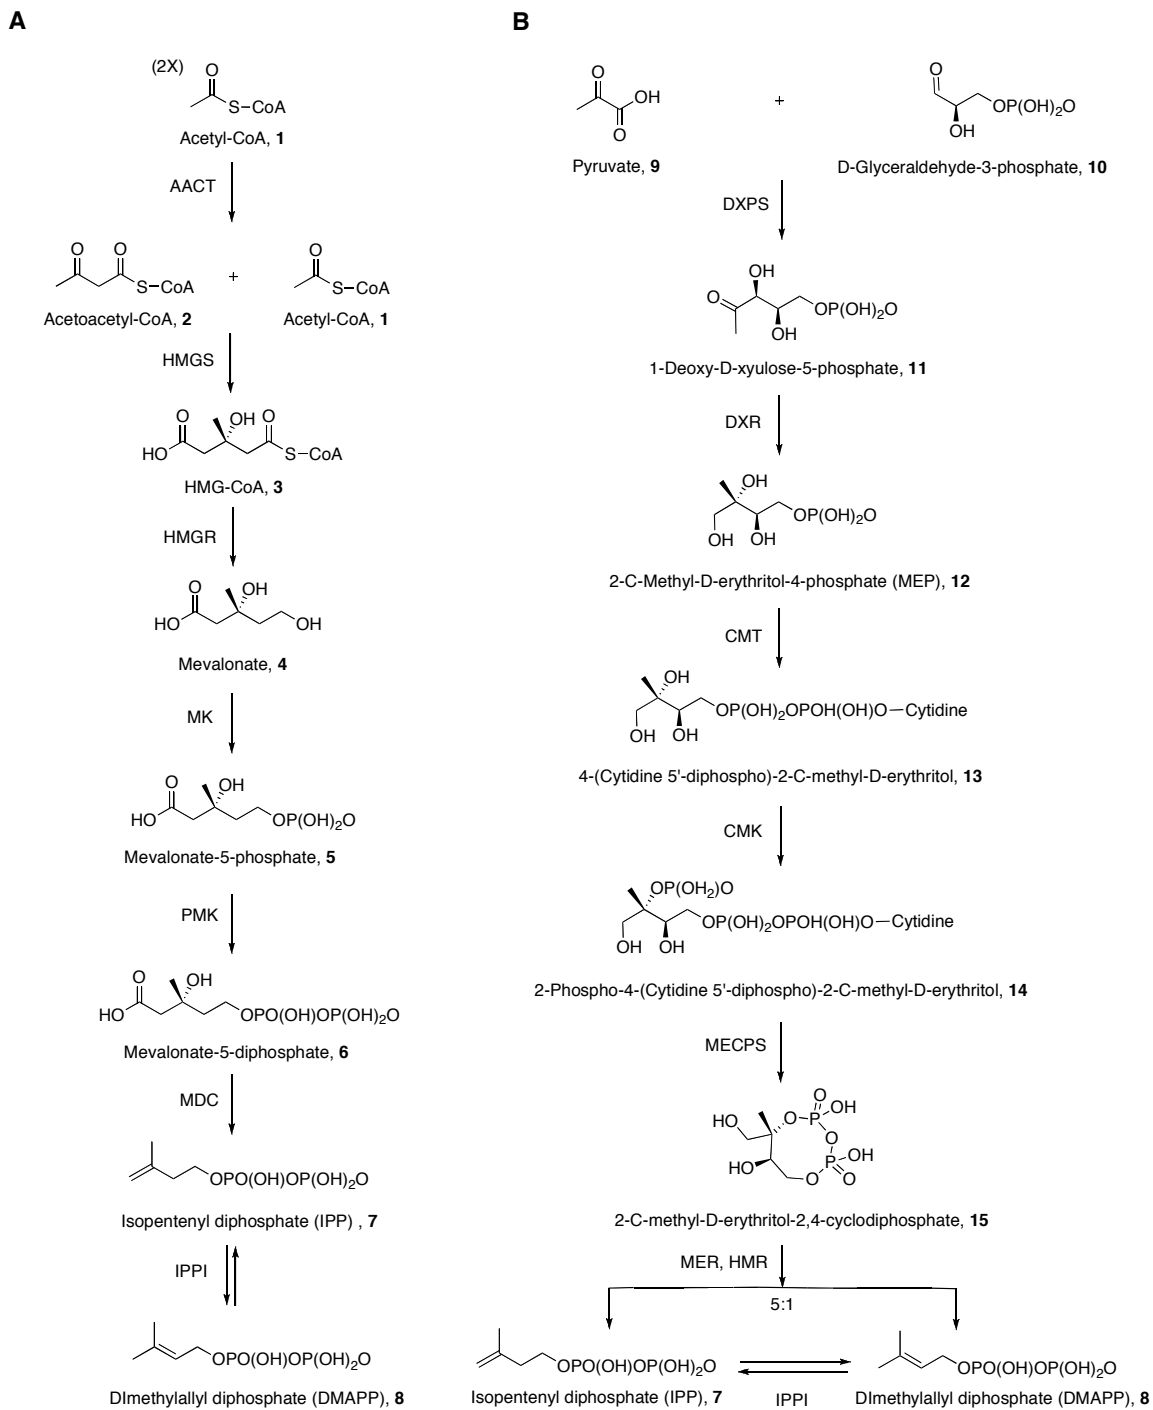 A
(2X)
O
S–CoA
Acetyl-CoA, 1
AACT
O O
S–CoA
+
O
S–CoA
Acetoacetyl-CoA, 2
Acetyl-CoA, 1
HMGS
O OH O
HO S–CoA
HMG-CoA, 3
HMGR
O OH
HO OH
Mevalonate, 4
MK
O OH
HO OP(OH)2O
Mevalonate-5-phosphate, 5
PMK
O OH
HO OPO(OH)OP(OH)2O
Mevalonate-5-diphosphate, 6
MDC
OPO(OH)OP(OH)2O
Isopentenyl diphosphate (IPP) , 7
IPPI
OPO(OH)OP(OH)2O
DImethylallyl diphosphate (DMAPP), 8
B
O
OH
O
+
O
OP(OH)2O
OH
Pyruvate, 9
D-Glyceraldehyde-3-phosphate, 10
DXPS
OH
O OP(OH)2O
OH
1-Deoxy-D-xyulose-5-phosphate, 11
DXR
OH
OP(OH)2O
OH OH
2-C-Methyl-D-erythritol-4-phosphate (MEP), 12
CMT
OH
OP(OH)2OPOH(OH)O–Cytidine
OH OH
4-(Cytidine 5'-diphospho)-2-C-methyl-D-erythritol, 13
CMK
OP(OH2)O
OP(OH)2OPOH(OH)O–Cytidine
OH OH
2-Phospho-4-(Cytidine 5'-diphospho)-2-C-methyl-D-erythritol, 14
MECPS
O
HO O P OH
O
HO P OH
O O
2-C-methyl-D-erythritol-2,4-cyclodiphosphate, 15
MER, HMR
5:1
OPO(OH)OP(OH)2O
OPO(OH)OP(OH)2O
Isopentenyl diphosphate (IPP), 7
IPPI
DImethylallyl diphosphate (DMAPP), 8